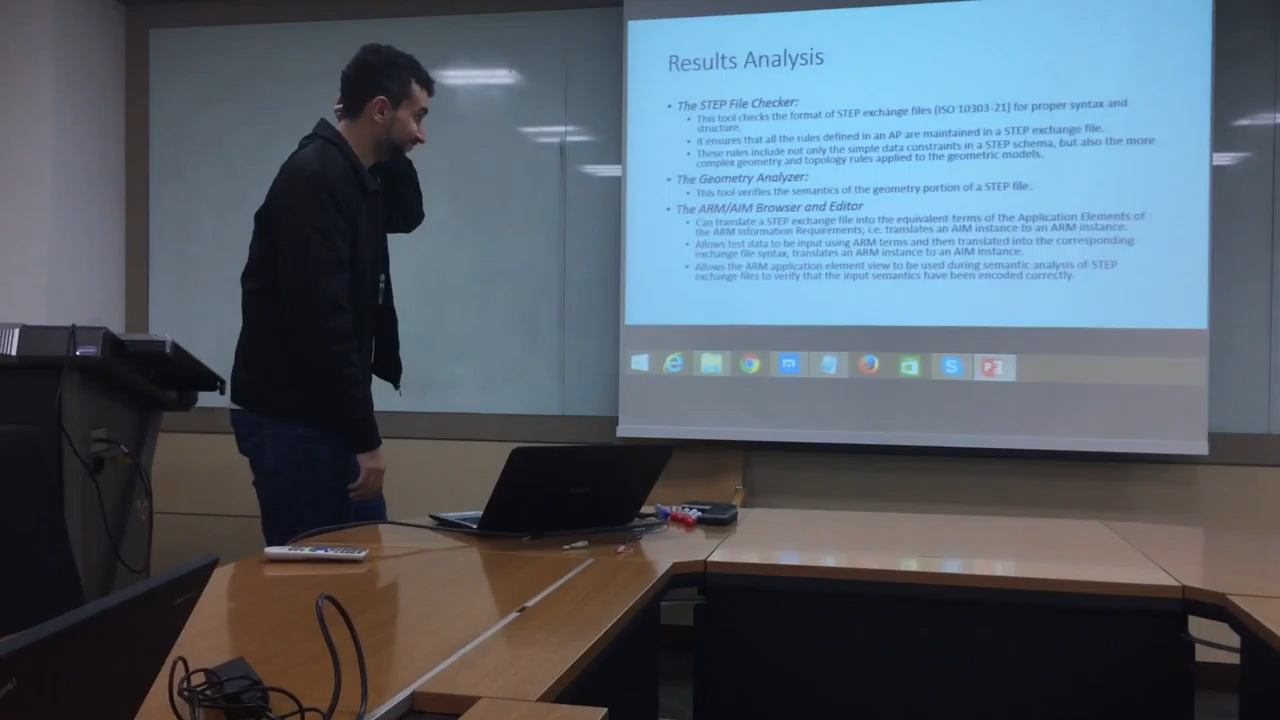 Results Analysis
• The STEP File Checker:
• This tool checks the format of STEP exchange files (ISO 10303-21) for proper syntax and
structure.
• It ensures that all the rules defined in an AP are maintained in a STEP exchange file.
• These rules include not only the simple data constraints in a STEP schema, but also the more
complex geometry and topology rules applied to the geometric models.
• The Geometry Analyzer:
• This tool verifies the semantics of the geometry portion of a STEP file.
• The ARM/AIM Browser and Editor
• Can translate a STEP exchange file into the equivalent terms of the Application Elements of
the ARM Information Requirements, i.e. translates an AIM instance to an ARM instance.
• Allows test data to be input using ARM terms and then translated into the corresponding
exchange file syntax, translates an ARM instance to an AIM instance.
• Allows the ARM application element view to be used during semantic analysis of STEP
exchange files to verify that the input semantics have been encoded correctly.